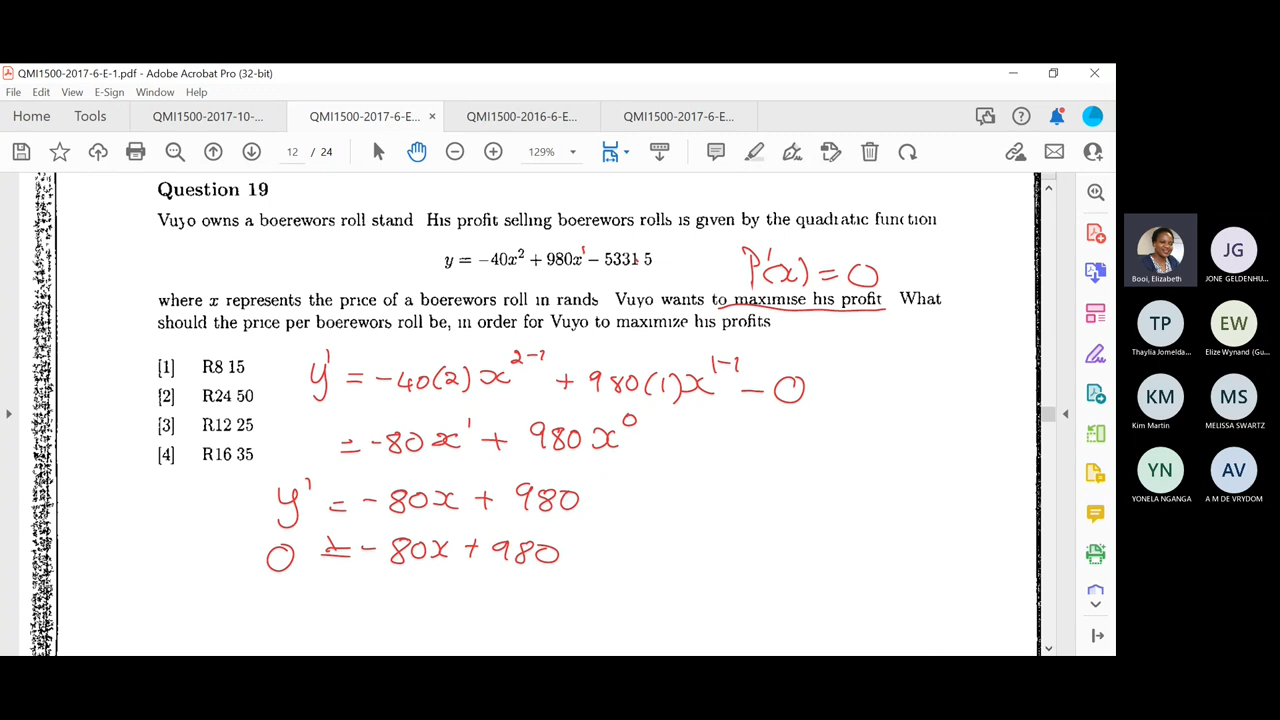 QMI1500-2017-6-E-1.pdf - Adobe Acrobat Pro (32-bit)
File Edit View E-Sign Window Help
Home Tools QMI1500-2017-10-... QMI1500-2017-6-E... × QMI1500-2016-6-E... QMI1500-2017-6-E...
12 / 24 129%
Question 19
Vuyo owns a boerewors roll stand His profit selling boerewors rolls is given by the quadratic function
y = −40x² + 980x' − 5331 5
P'(x) = 0
where x represents the price of a boerewors roll in rands Vuyo wants to maximise his profit What
should the price per boerewors roll be, in order for Vuyo to maximize his profits
[1] R8 15
[2] R24 50
[3] R12 25
[4] R16 35
y' = -40(2)x^{2-1} + 980(1)x^{1-1} - 0
= -80x^1 + 980x^0
y' = -80x + 980
0 = -80x + 980
Booi, Elizabeth
JG
JONE GELDENHU...
TP
Thaylia Jomelda...
EW
Elize Wynand (Gu...
KM
Kim Martin
MS
MELISSA SWARTZ
YN
YONELA NGANGA
AV
A M DE VRYDOM